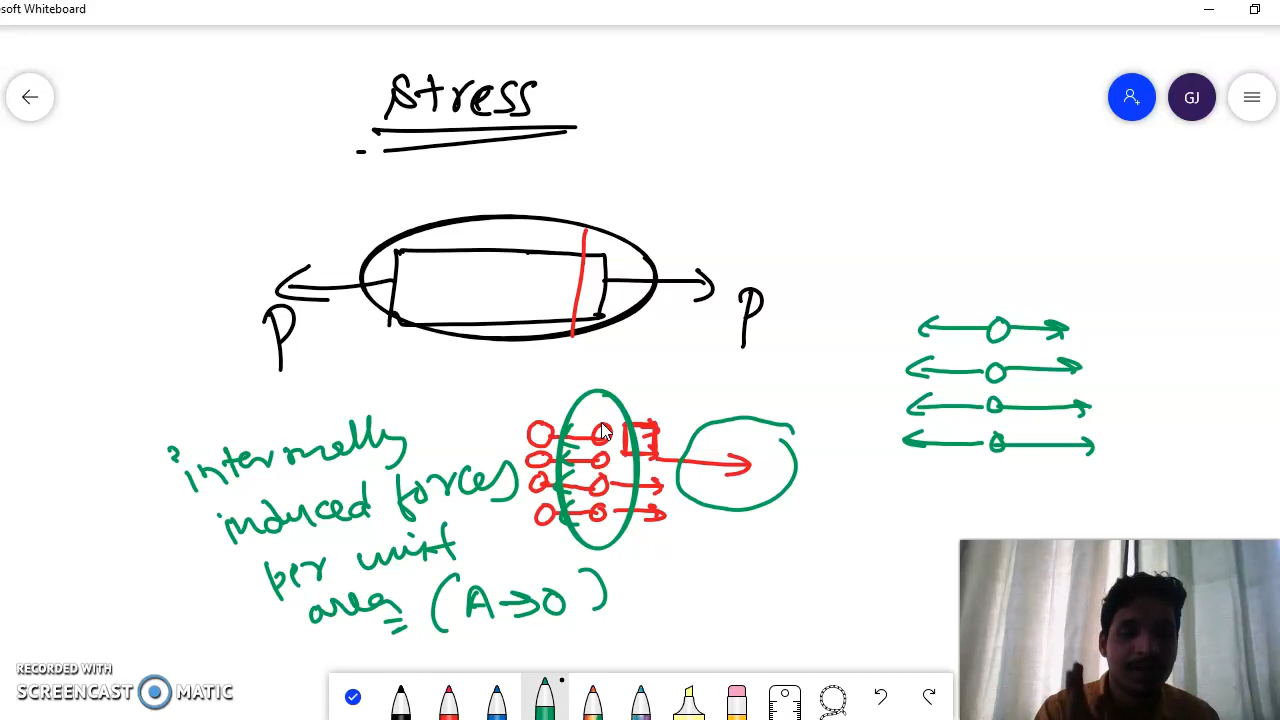 soft Whiteboard
GJ
Stress
P
P
internally
induced forces
per unit
area (A→0)
RECORDED WITH
SCREENCAST MATIC